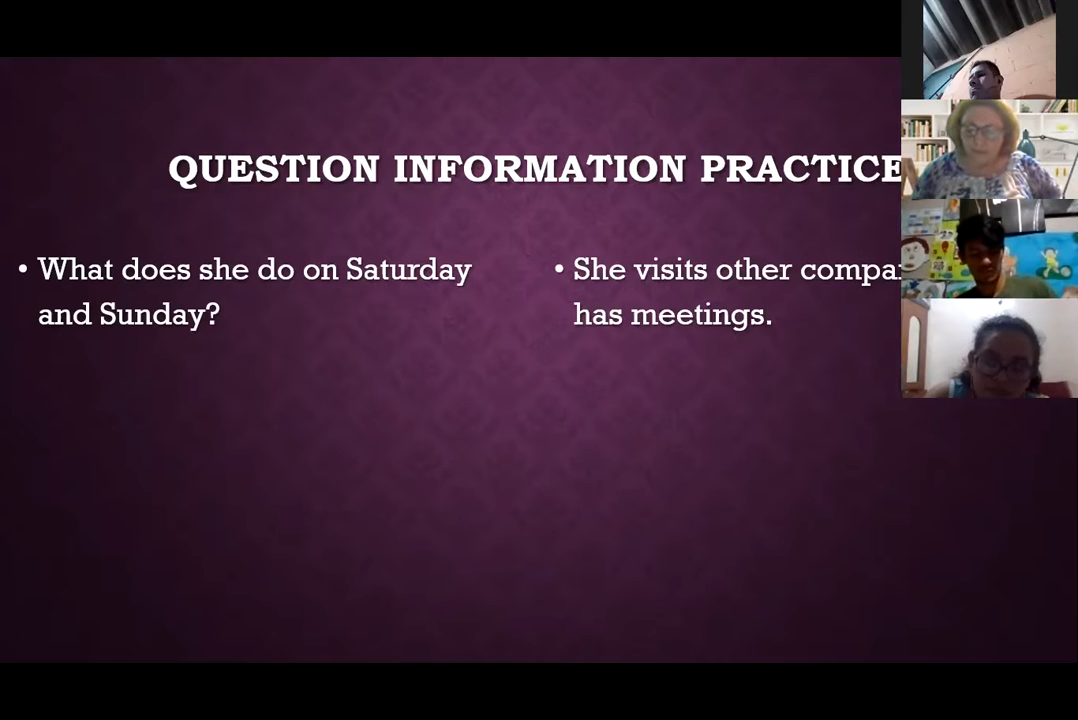 QUESTION INFORMATION PRACTICE
• What does she do on Saturday
and Sunday?
• She visits other
has meetings.